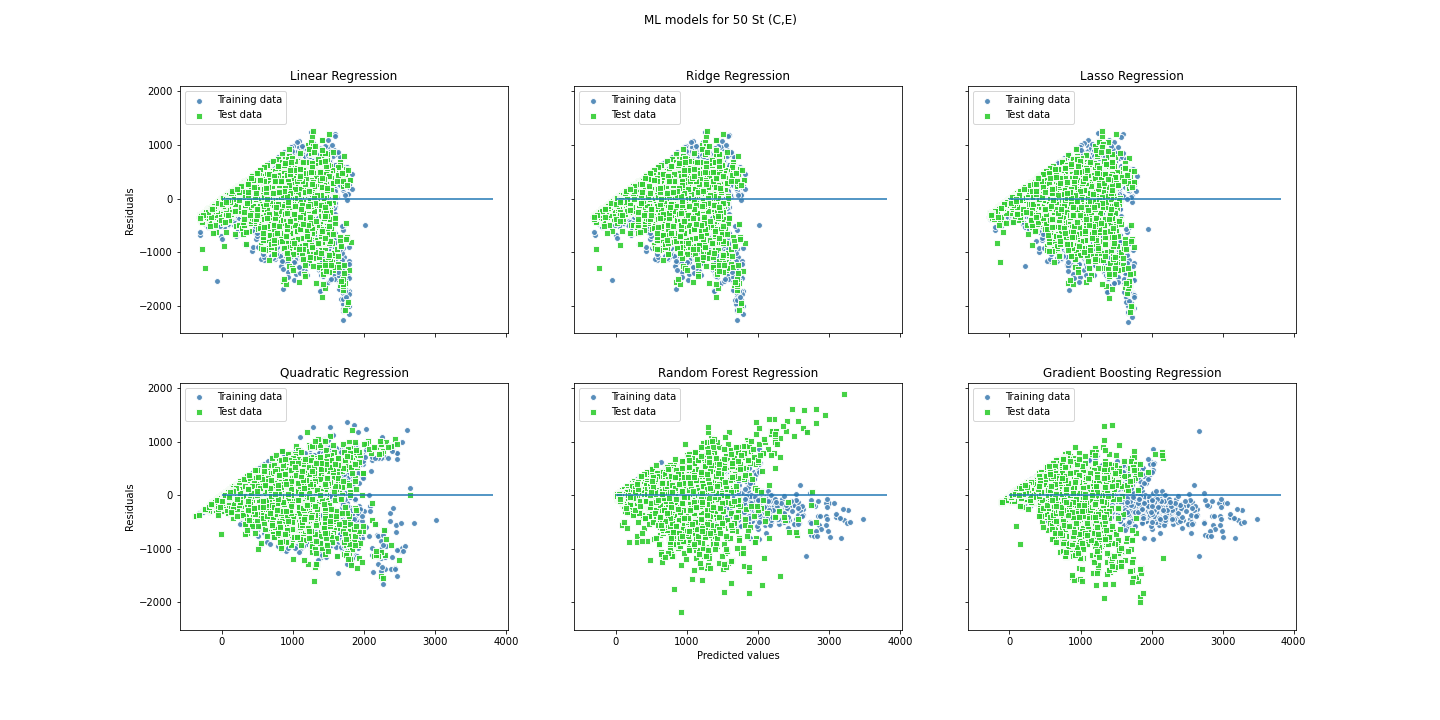 ML models for 50 St (C,E)
Linear Regression
Training data
Test data
2000
1000
0
−1000
−2000
Residuals
Ridge Regression
Training data
Test data
Lasso Regression
Training data
Test data
Quadratic Regression
Training data
Test data
2000
1000
0
−1000
−2000
Residuals
0
1000
2000
3000
4000
Random Forest Regression
Training data
Test data
0
1000
2000
3000
4000
Predicted values
Gradient Boosting Regression
Training data
Test data
0
1000
2000
3000
4000